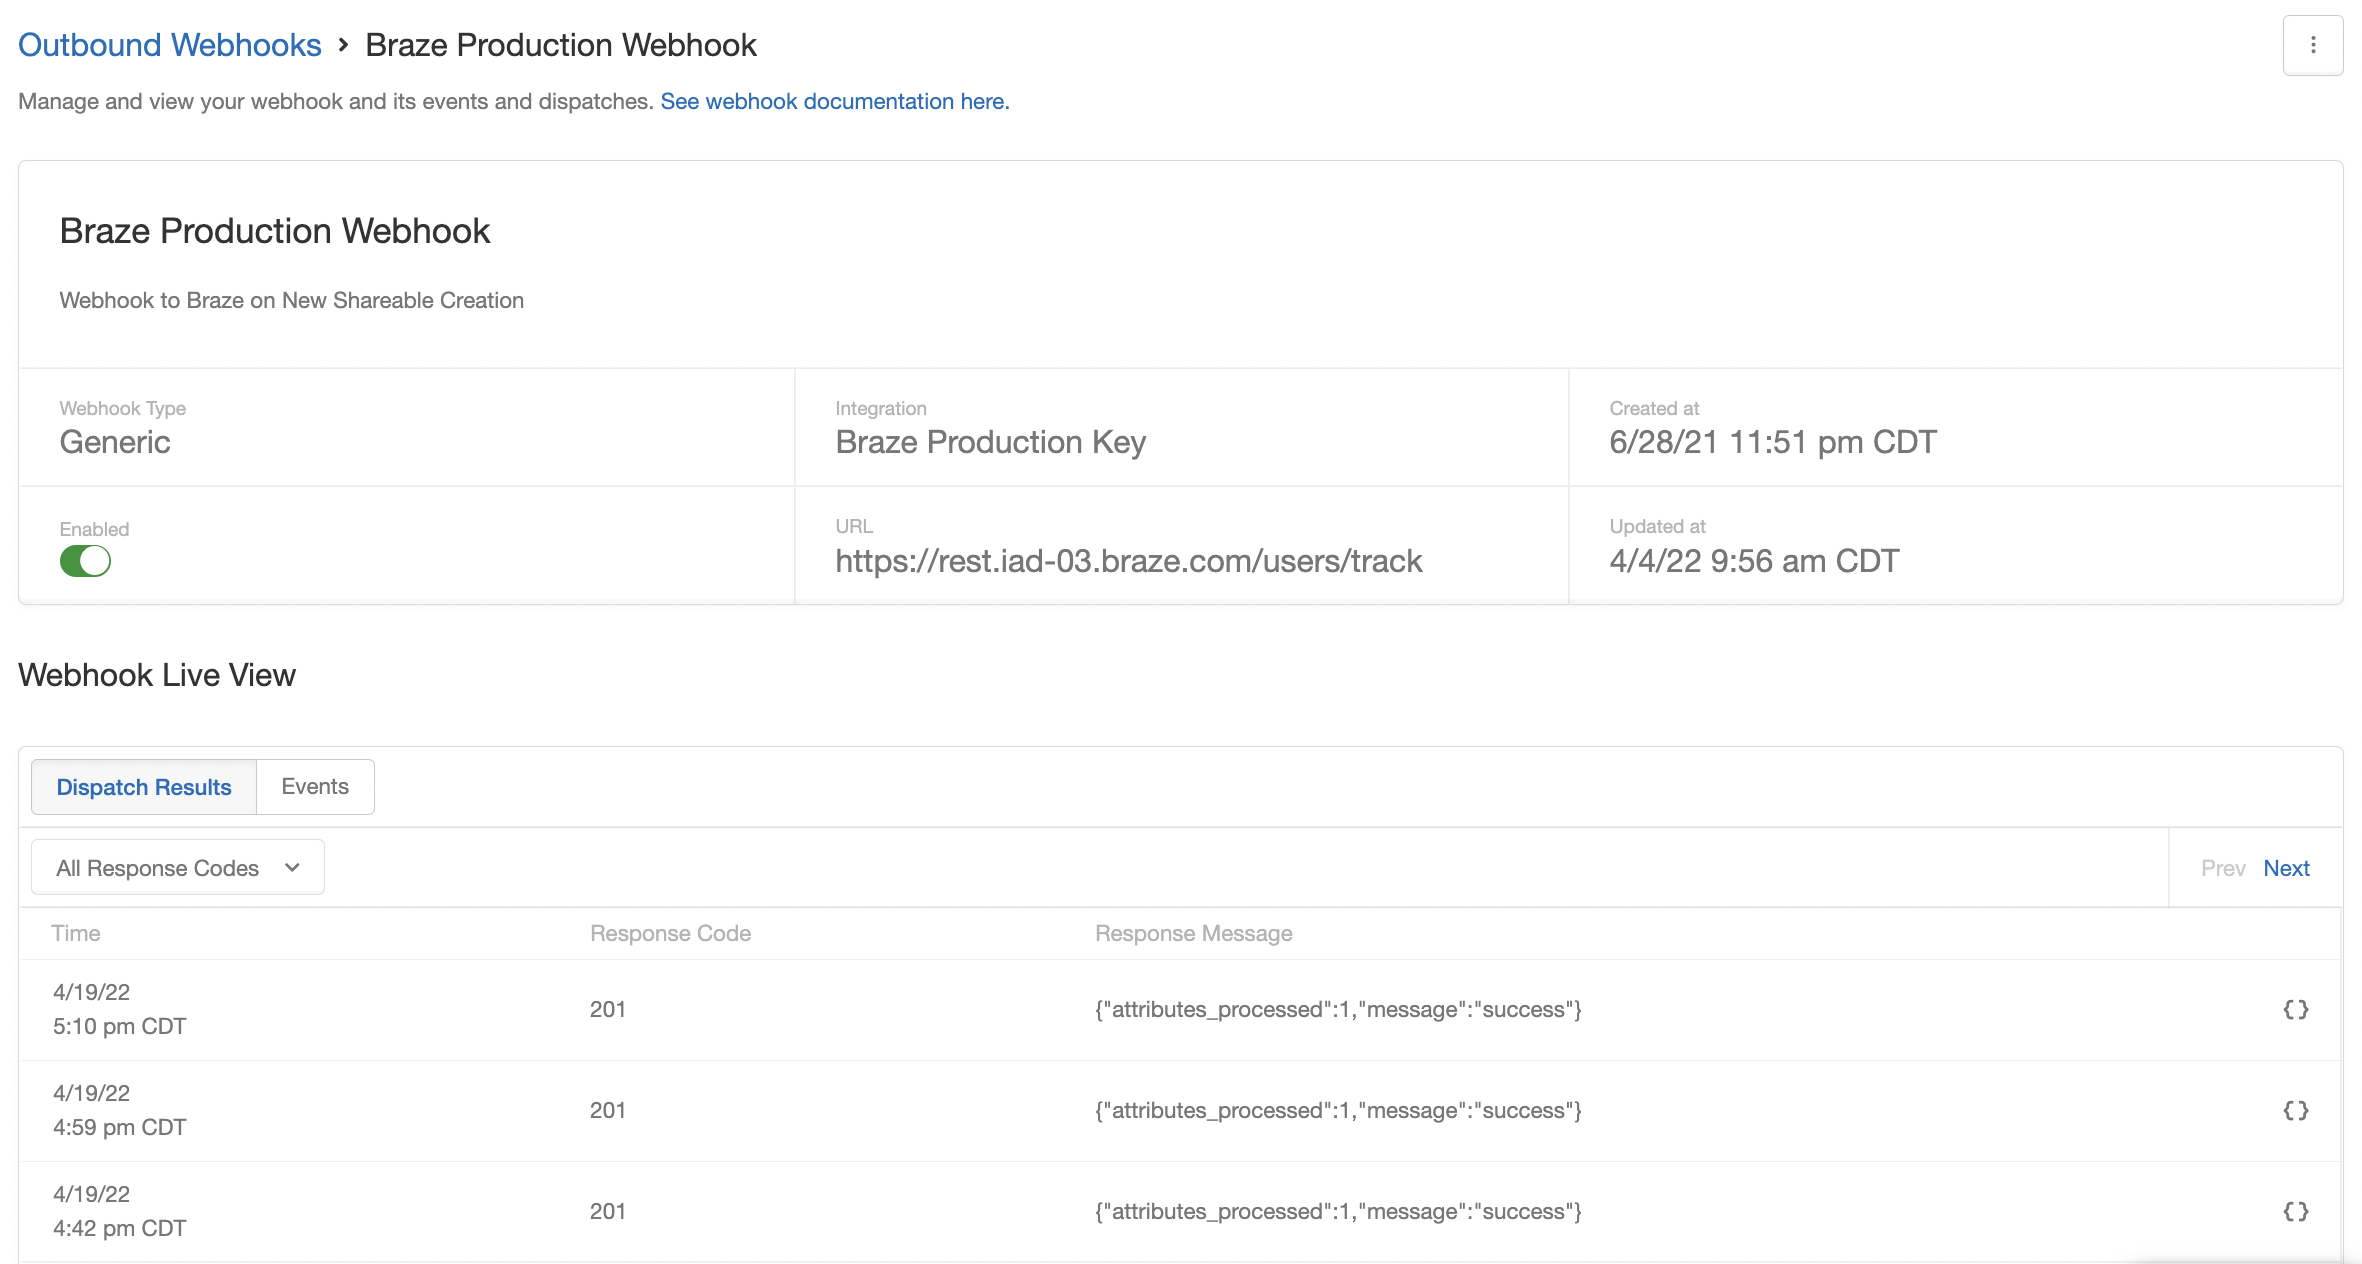 Outbound Webhooks › Braze Production Webhook
Manage and view your webhook and its events and dispatches. See webhook documentation here.
Braze Production Webhook
Webhook to Braze on New Shareable Creation
Webhook Type
Generic
Integration
Braze Production Key
Created at
6/28/21 11:51 pm CDT
Enabled
URL
https://rest.iad-03.braze.com/users/track
Updated at
4/4/22 9:56 am CDT
Webhook Live View
Dispatch Results Events
All Response Codes Prev Next
Time Response Code Response Message
4/19/22
5:10 pm CDT
201
{"attributes_processed":1,"message":"success"}
{}
4/19/22
4:59 pm CDT
201
{"attributes_processed":1,"message":"success"}
{}
4/19/22
4:42 pm CDT
201
{"attributes_processed":1,"message":"success"}
{}